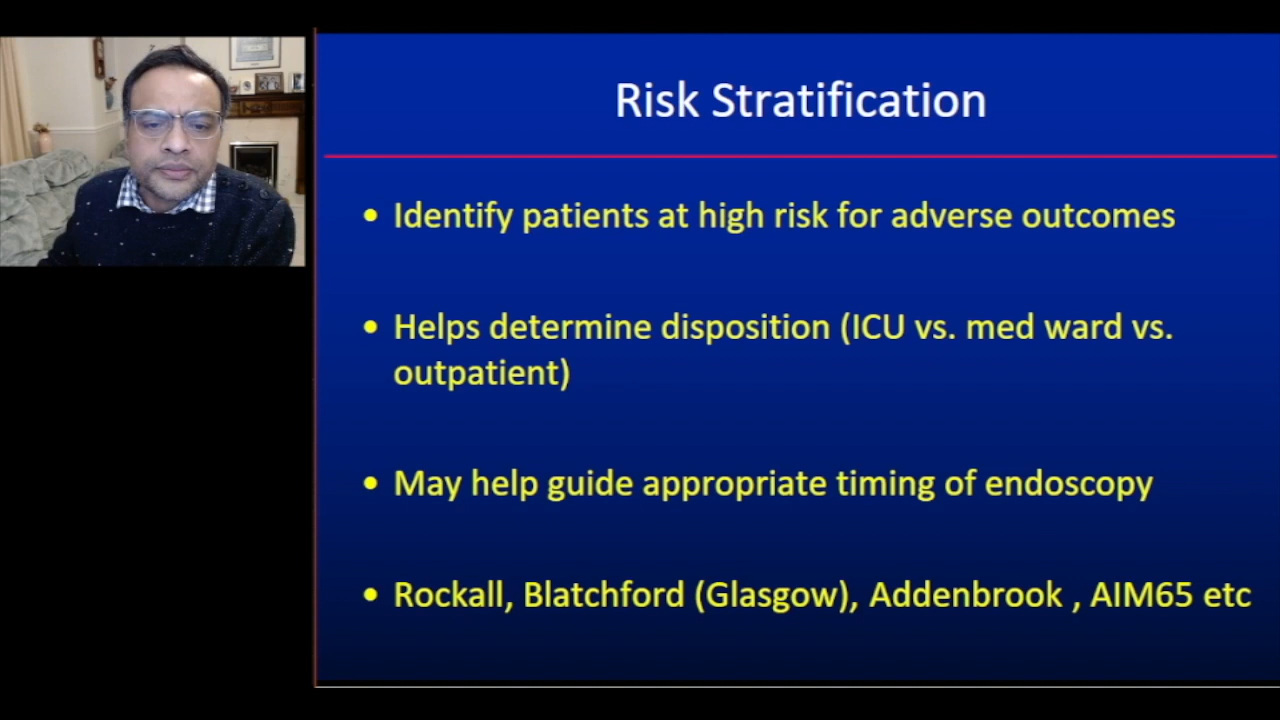 Risk Stratification
• Identify patients at high risk for adverse outcomes
• Helps determine disposition (ICU vs. med ward vs.
outpatient)
• May help guide appropriate timing of endoscopy
• Rockall, Blatchford (Glasgow), Addenbrook , AIM65 etc